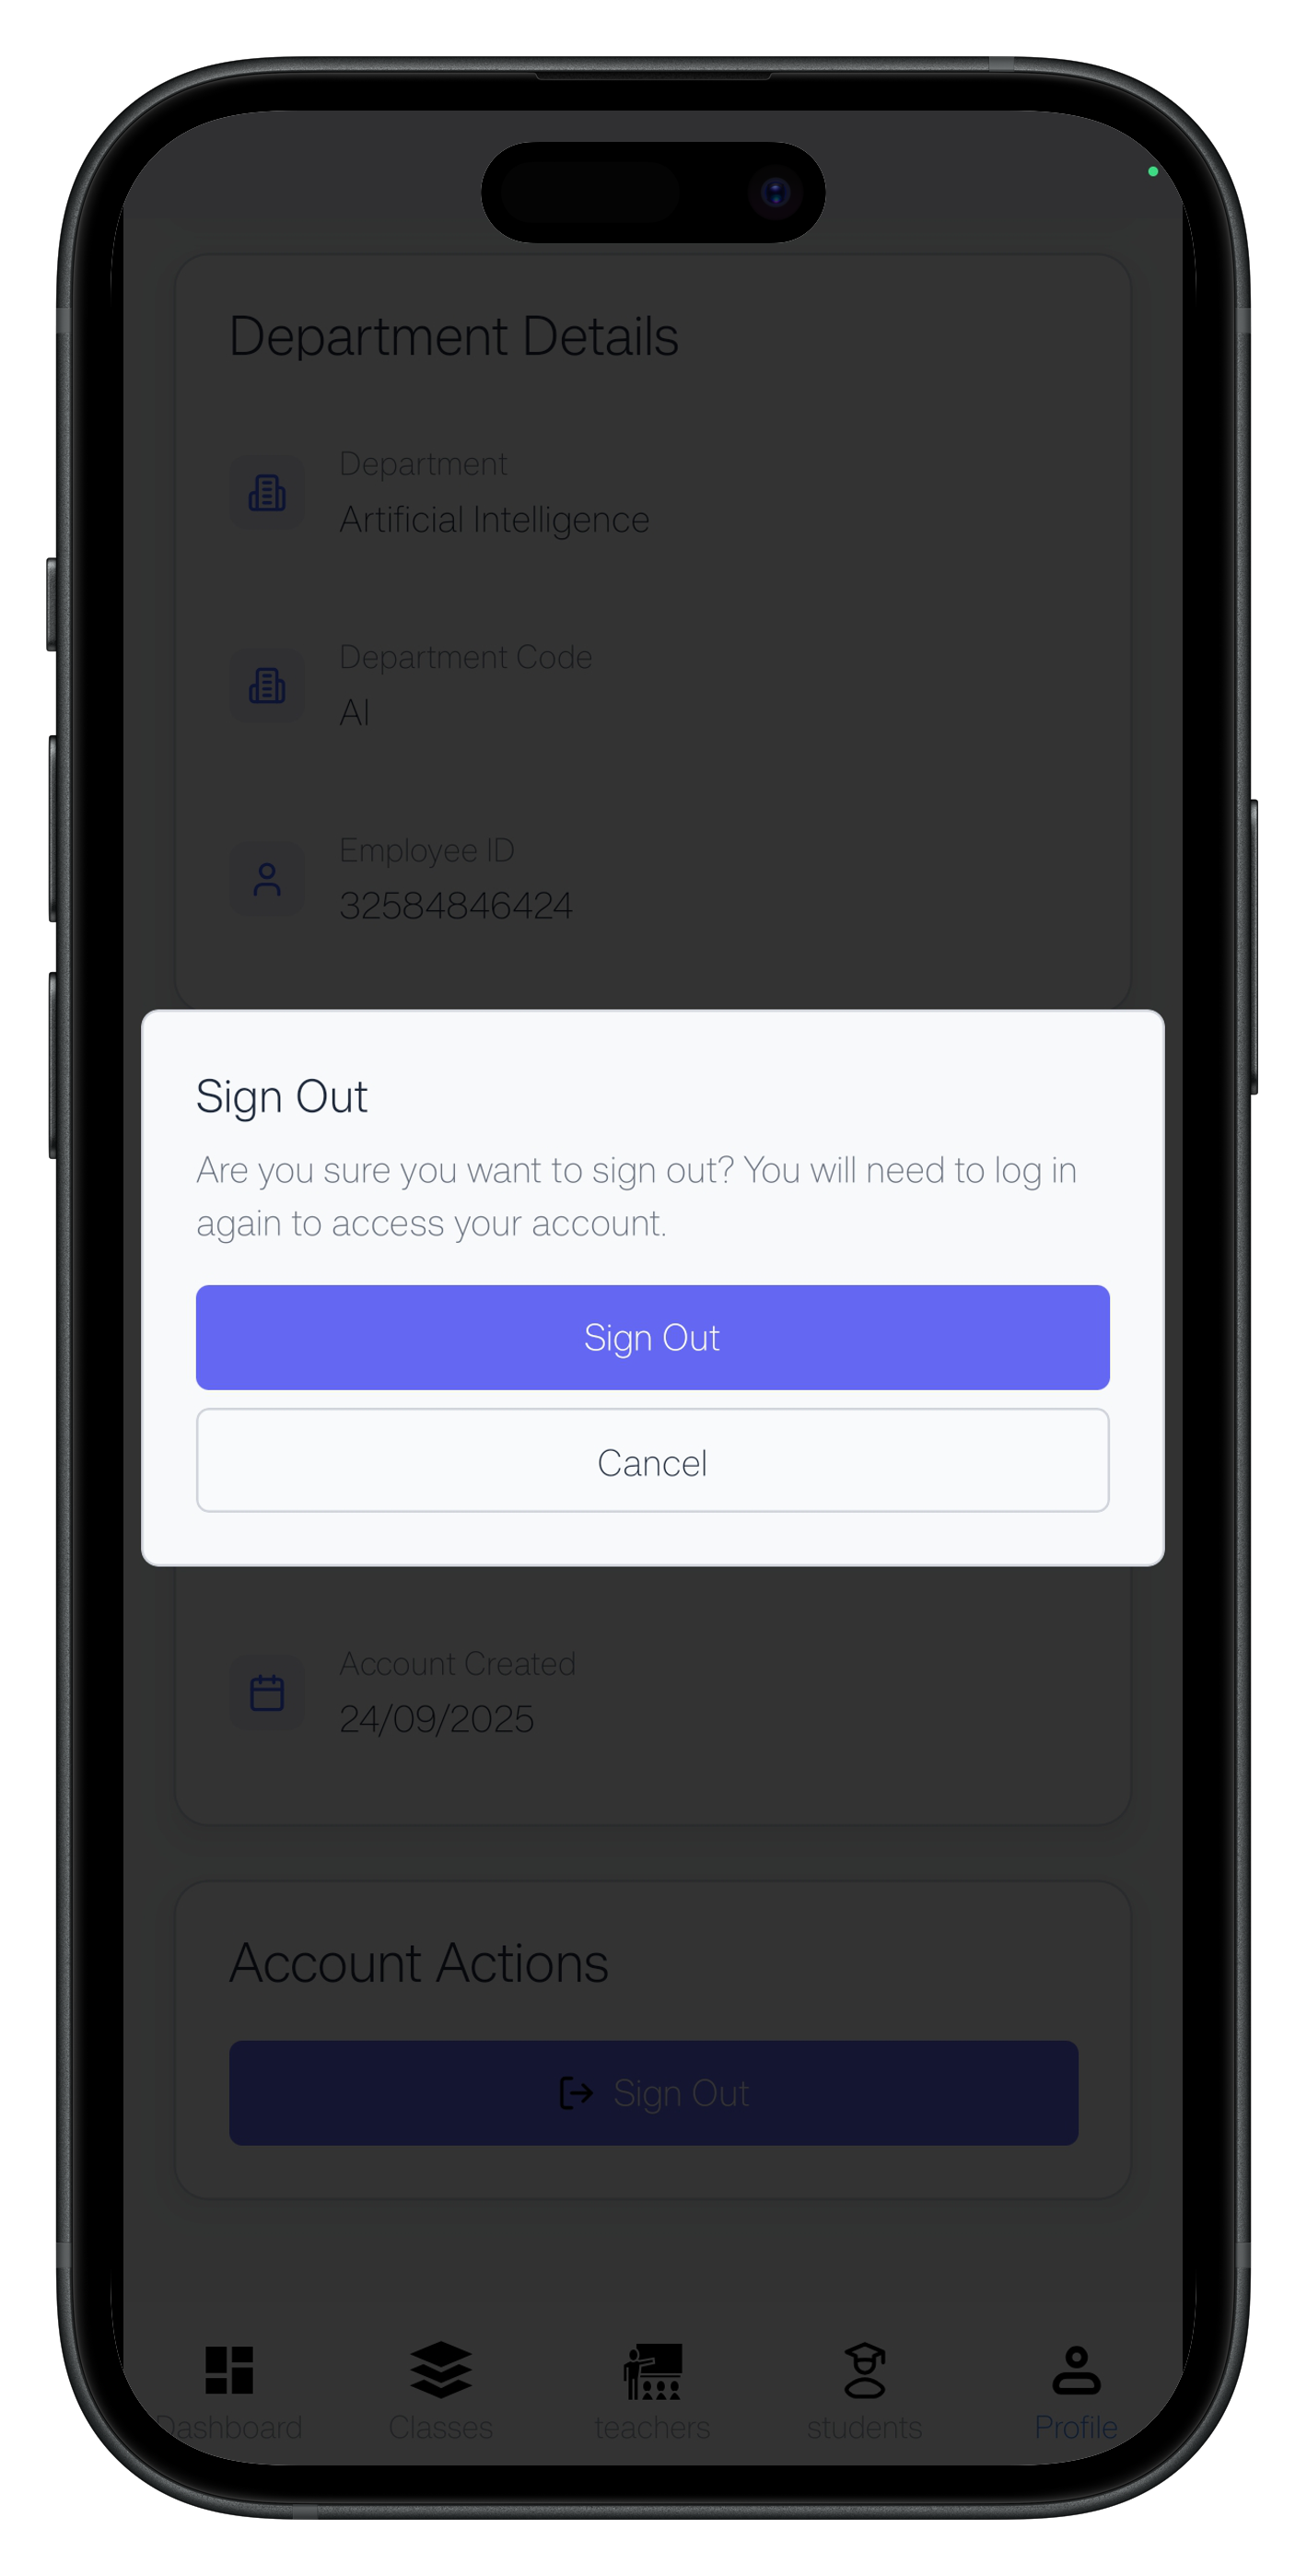 Department Details
Department
Artificial Intelligence
Department Code
AI
Employee ID
32584846424
Sign Out
Are you sure you want to sign out? You will need to log in
again to access your account.
Sign Out
Cancel
Account Created
24/09/2025
Account Actions
Sign Out
Dashboard
Classes
teachers
students
Profile